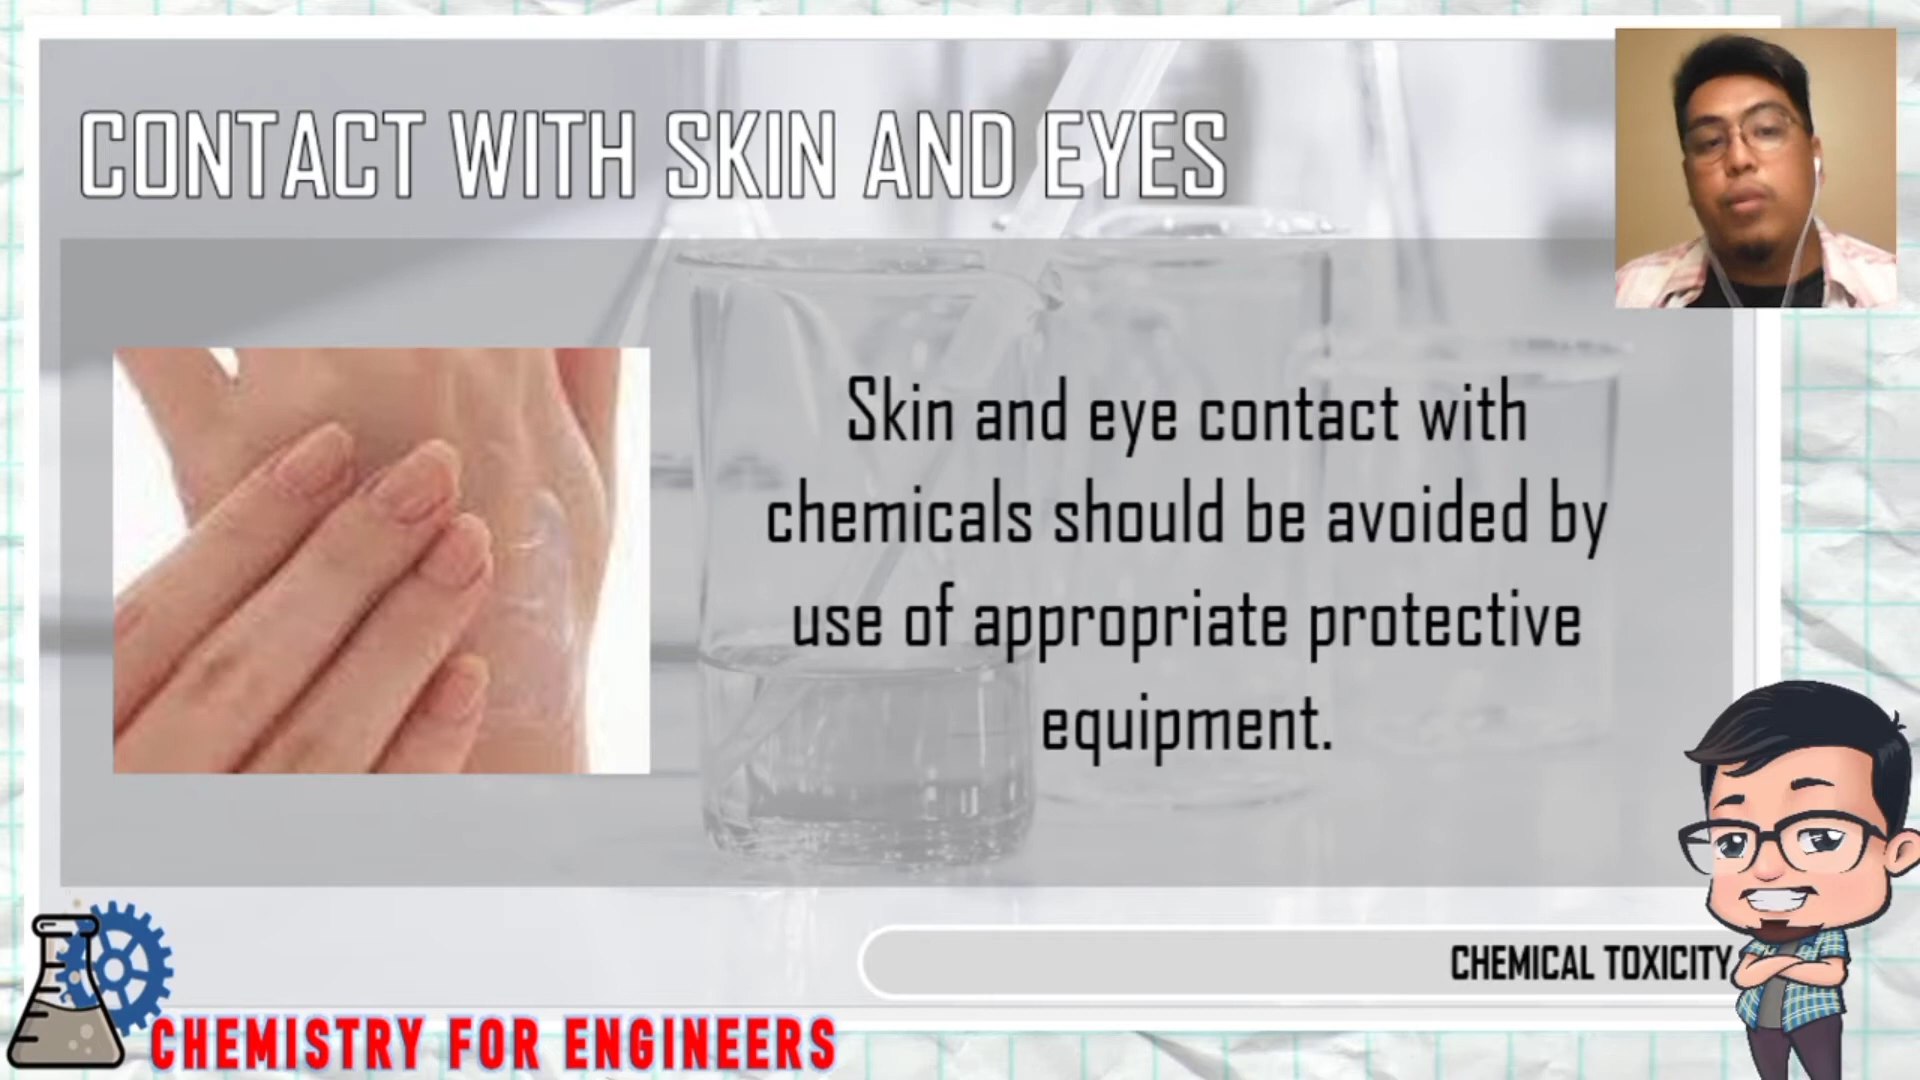 CONTACT WITH SKIN AND EYES
Skin and eye contact with
chemicals should be avoided by
use of appropriate protective
equipment.
CHEMICAL TOXICITY
CHEMISTRY FOR ENGINEERS